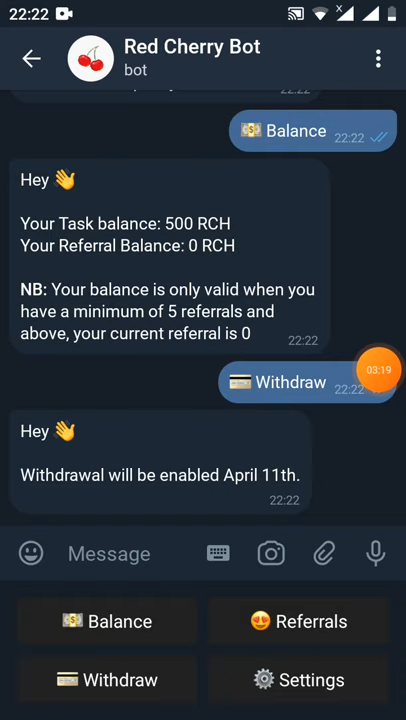 22:22
Red Cherry Bot
bot
22:22
💵 Balance 22:22
Hey 👋
Your Task balance: 500 RCH
Your Referral Balance: 0 RCH
NB: Your balance is only valid when you
have a minimum of 5 referrals and
above, your current referral is 0
22:22
💳 Withdraw 22:22
03:19
Hey 👋
Withdrawal will be enabled April 11th.
22:22
Message
💵 Balance
😍 Referrals
💳 Withdraw
⚙️ Settings